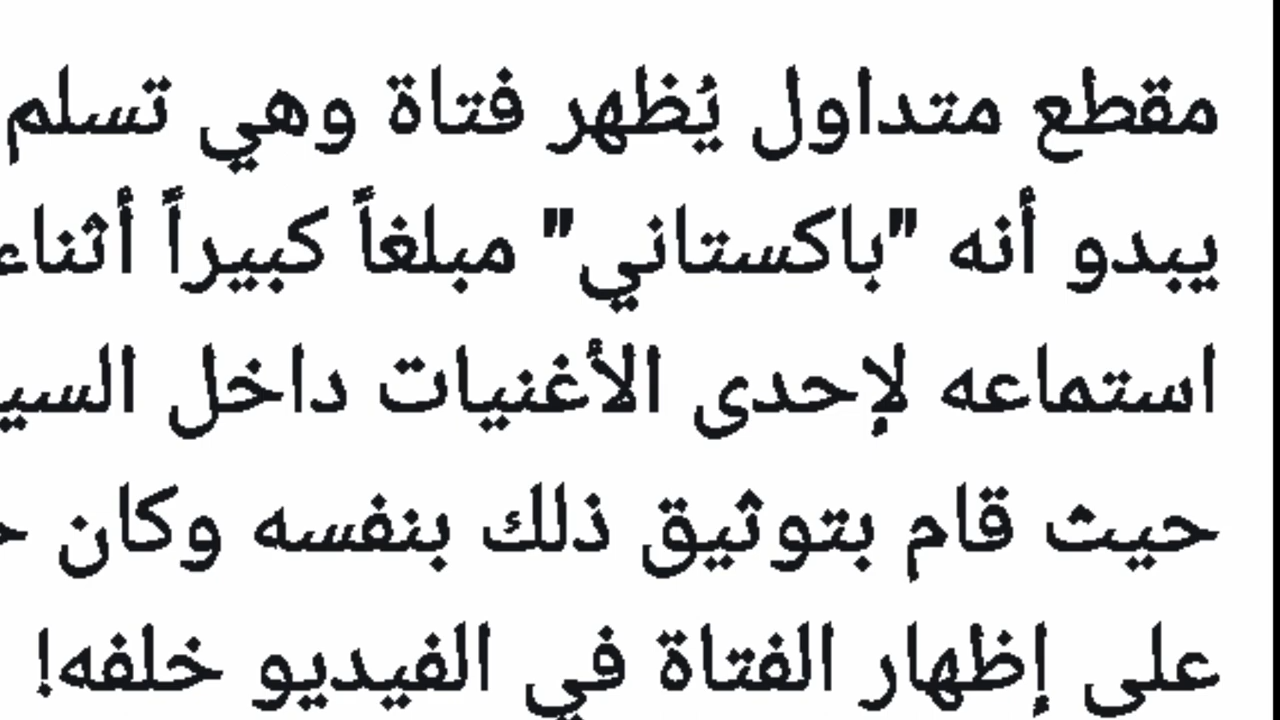 مقطع متداول يُظهر فتاة وهي تسلم
يبدو أنه "باكستاني" مبلغاً كبيراً أثناء
استماعه لإحدى الأغنيات داخل
حيث قام بتوثيق ذلك بنفسه وكان
على إظهار الفتاة في الفيديو خلفه!